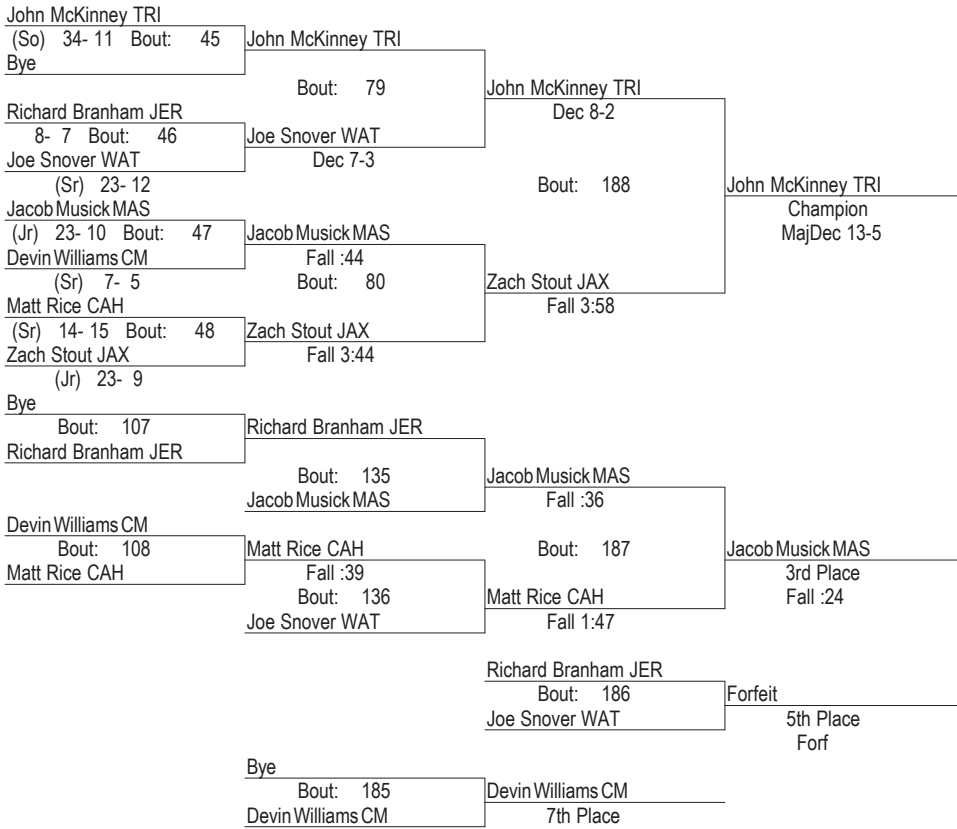 John McKinney TRI
(So) 34- 11 Bout: 45 John McKinney TRI
Bye
Bout: 79 John McKinney TRI
Richard Branham JER Dec 8-2
8- 7 Bout: 46 Joe Snover WAT
Joe Snover WAT Dec 7-3
(Sr) 23- 12 Bout: 188 John McKinney TRI
Jacob Musick MAS Champion
(Jr) 23- 10 Bout: 47 Jacob Musick MAS MajDec 13-5
Devin Williams CM Fall :44
(Sr) 7- 5 Bout: 80 Zach Stout JAX
Matt Rice CAH Fall 3:58
(Sr) 14- 15 Bout: 48 Zach Stout JAX
Zach Stout JAX Fall 3:44
(Jr) 23- 9
Bye
Bout: 107 Richard Branham JER
Richard Branham JER
Bout: 135 Jacob Musick MAS
Jacob Musick MAS Fall :36
Devin Williams CM
Bout: 108 Matt Rice CAH Bout: 187 Jacob Musick MAS
Matt Rice CAH Fall :39 3rd Place
Bout: 136 Matt Rice CAH Fall :24
Joe Snover WAT Fall 1:47
Richard Branham JER
Bout: 186 Forfeit
Joe Snover WAT 5th Place
Forf
Bye
Bout: 185 Devin Williams CM
Devin Williams CM 7th Place